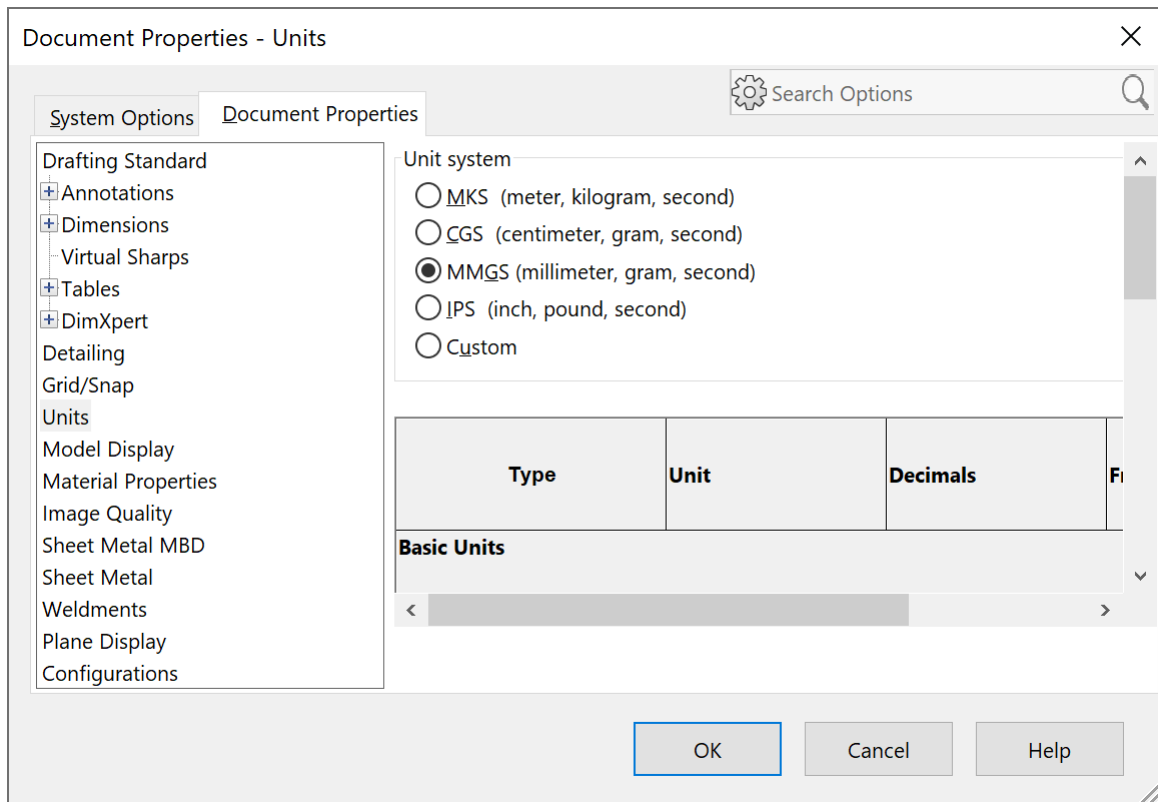 Document Properties - Units
System Options
Document Properties
Search Options
Drafting Standard
Annotations
Dimensions
Virtual Sharps
Tables
DimXpert
Detailing
Grid/Snap
Units
Model Display
Material Properties
Image Quality
Sheet Metal MBD
Sheet Metal
Weldments
Plane Display
Configurations
Unit system
MKS (meter, kilogram, second)
CGS (centimeter, gram, second)
MMGS (millimeter, gram, second)
IPS (inch, pound, second)
Custom
Type Unit Decimals
Basic Units
OK Cancel Help